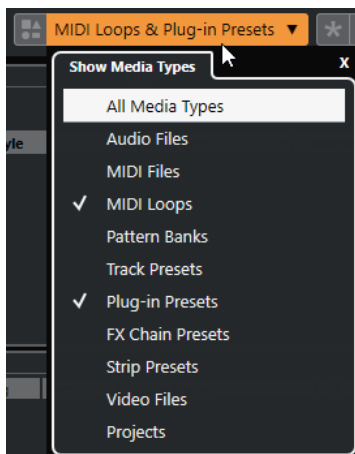 MIDI Loops & Plug-in Presets
Show Media Types
X
All Media Types
yle
Audio Files
MIDI Files
MIDI Loops
Pattern Banks
Track Presets
Plug-in Presets
FX Chain Presets
Strip Presets
Video Files
Projects